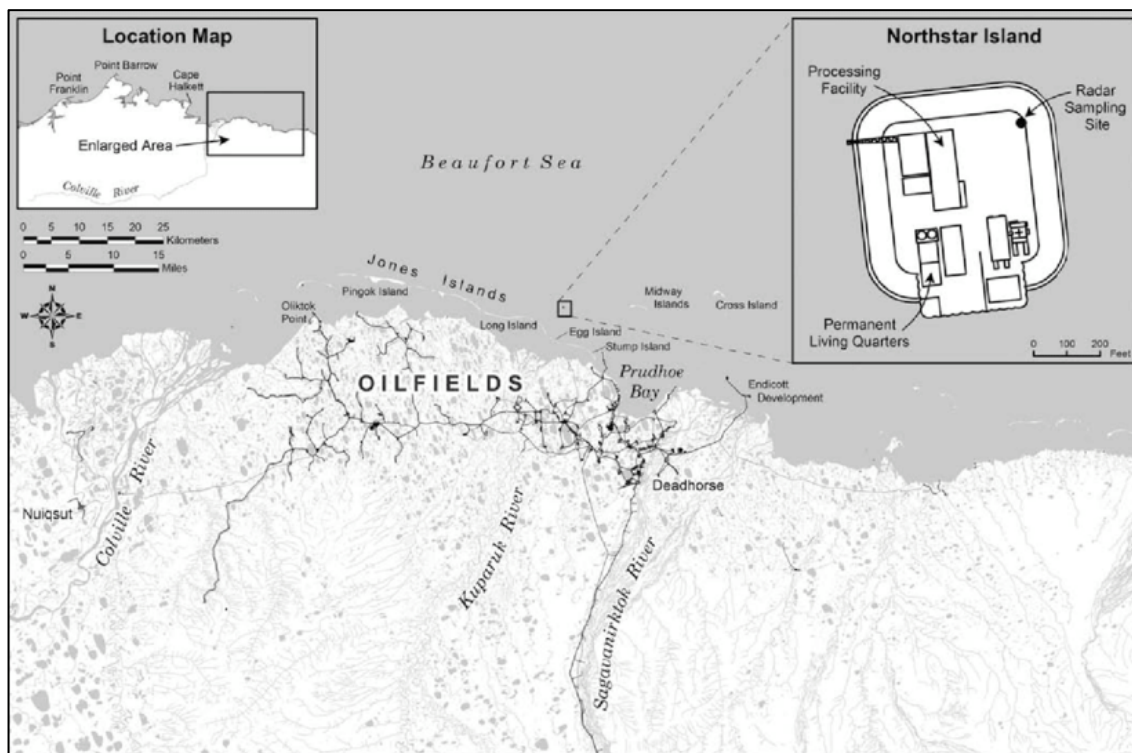 Location Map
Point Barrow
Point
Franklin
Cape
Halkett
Enlarged Area
Colville River
0 5 10 15 20 25
Kilometers
0 5 10 15
Miles
N
W E
S
Beaufort Sea
Northstar Island
Processing
Facility
Radar
Sampling
Site
Permanent
Living Quarters
0 100 200
Feet
Jones Islands
Pingok Island
Oliktok
Point
Long Island
Egg Island
Stump Island
Midway
Islands
Cross Island
Prudhoe
Bay
Endicott
Development
OILFIELDS
Deadhorse
Nuiqsut
Colville River
Kuparuk River
Sagavanirktok River